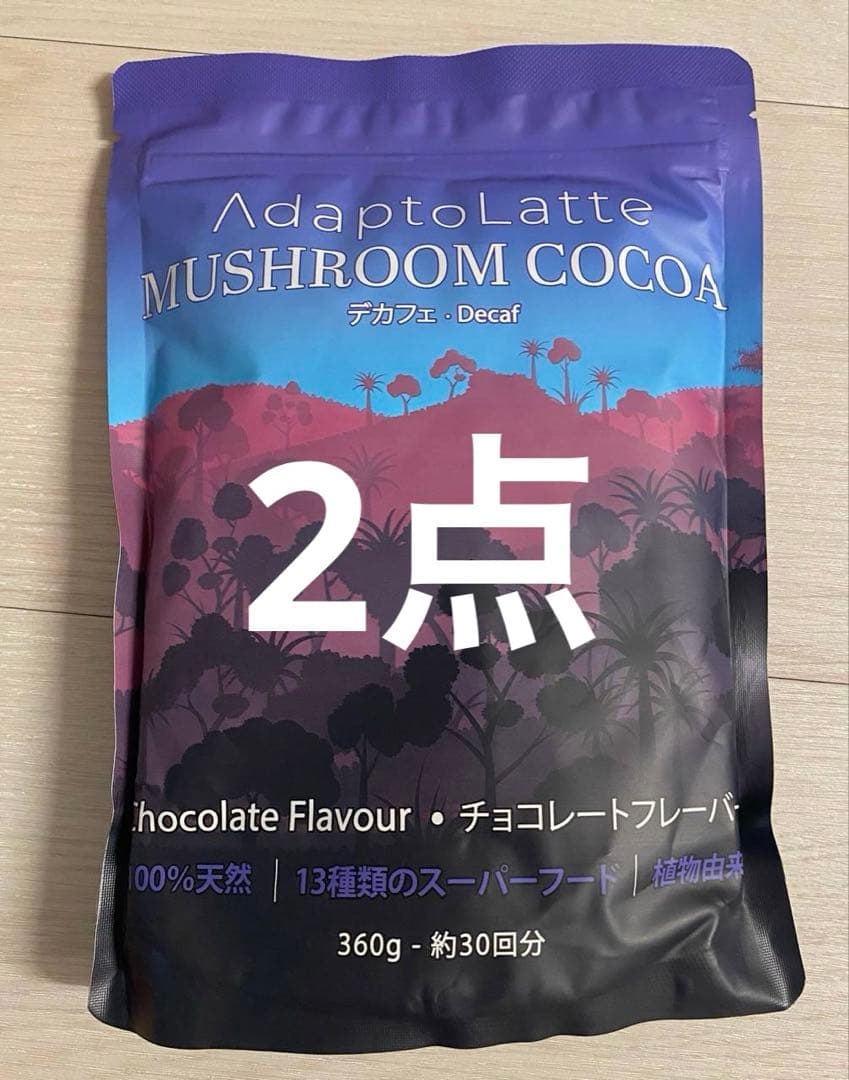 AdaptoLatte
MUSHROOM COCOA
デカフェ · Decaf
2点
Chocolate Flavour • チョコレートフレーバー
100%天然 | 13種類のスーパーフード | 植物由来
360g - 約30回分